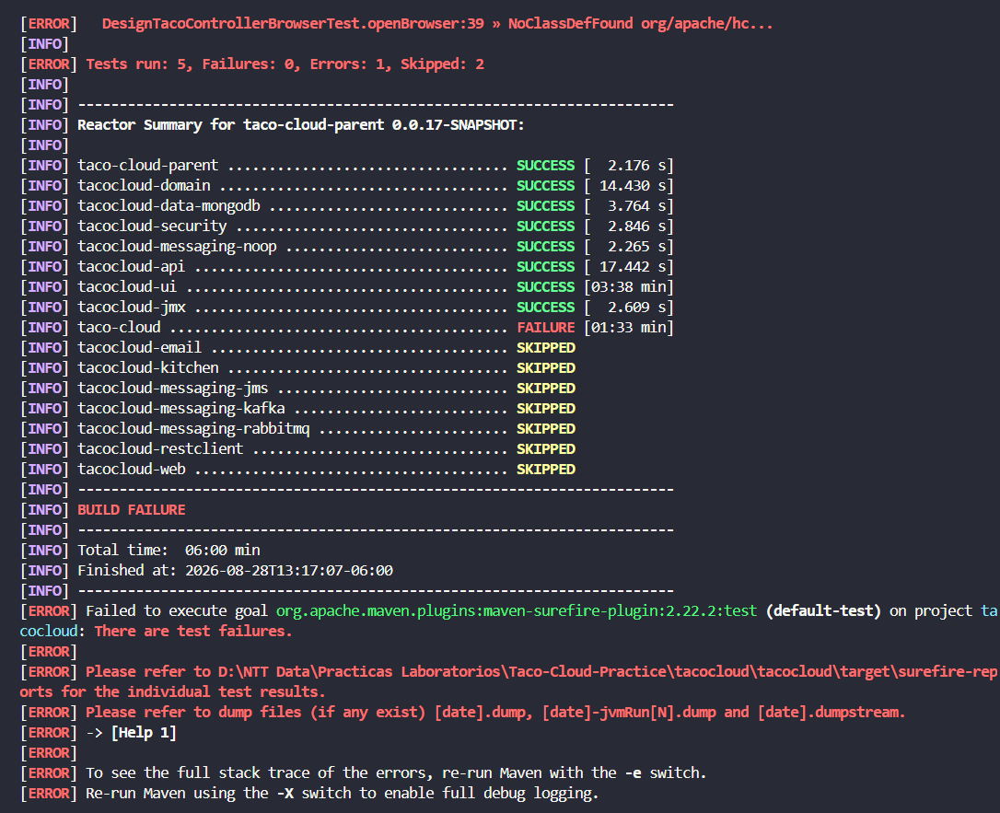 [ERROR]   DesignTacoControllerBrowserTest.openBrowser:39 » NoClassDefFound org/apache/hc...
[INFO]
[ERROR] Tests run: 5, Failures: 0, Errors: 1, Skipped: 2
[INFO]
[INFO] ------------------------------------------------------------------------
[INFO] Reactor Summary for taco-cloud-parent 0.0.17-SNAPSHOT:
[INFO]
[INFO] taco-cloud-parent .................................. SUCCESS [  2.176 s]
[INFO] tacocloud-domain ................................... SUCCESS [ 14.430 s]
[INFO] tacocloud-data-mongodb ............................. SUCCESS [  3.764 s]
[INFO] tacocloud-security ................................. SUCCESS [  2.846 s]
[INFO] tacocloud-messaging-noop ........................... SUCCESS [  2.265 s]
[INFO] tacocloud-api ...................................... SUCCESS [ 17.442 s]
[INFO] tacocloud-ui ....................................... SUCCESS [03:38 min]
[INFO] tacocloud-jmx ...................................... SUCCESS [  2.609 s]
[INFO] taco-cloud ......................................... FAILURE [01:33 min]
[INFO] tacocloud-email .................................... SKIPPED
[INFO] tacocloud-kitchen .................................. SKIPPED
[INFO] tacocloud-messaging-jms ............................ SKIPPED
[INFO] tacocloud-messaging-kafka .......................... SKIPPED
[INFO] tacocloud-messaging-rabbitmq ....................... SKIPPED
[INFO] tacocloud-restclient ............................... SKIPPED
[INFO] tacocloud-web ...................................... SKIPPED
[INFO] ------------------------------------------------------------------------
[INFO] BUILD FAILURE
[INFO] ------------------------------------------------------------------------
[INFO] Total time:  06:00 min
[INFO] Finished at: 2026-08-28T13:17:07-06:00
[INFO] ------------------------------------------------------------------------
[ERROR] Failed to execute goal org.apache.maven.plugins:maven-surefire-plugin:2.22.2:test (default-test) on project ta
cocloud: There are test failures.
[ERROR]
[ERROR] Please refer to D:\NTT Data\Practicas Laboratorios\Taco-Cloud-Practice\tacocloud\tacocloud\target\surefire-rep
orts for the individual test results.
[ERROR] Please refer to dump files (if any exist) [date].dump, [date]-jvmRun[N].dump and [date].dumpstream.
[ERROR] -> [Help 1]
[ERROR]
[ERROR] To see the full stack trace of the errors, re-run Maven with the -e switch.
[ERROR] Re-run Maven using the -X switch to enable full debug logging.